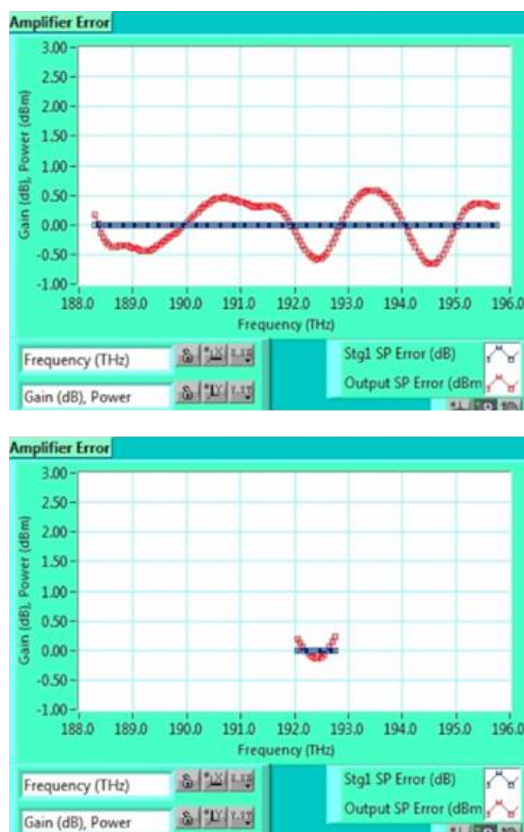 Amplifier Error
Gain (dB), Power (dBm)
3.00
2.50
2.00
1.50
1.00
0.50
0.00
-0.50
-1.00
188.0 189.0 190.0 191.0 192.0 193.0 194.0 195.0 196.0
Frequency (THz)
Frequency (THz)
Gain (dB), Power
Stg1 SP Error (dB)
Output SP Error (dBm
Amplifier Error
Gain (dB), Power (dBm)
3.00
2.50
2.00
1.50
1.00
0.50
0.00
-0.50
-1.00
188.0 189.0 190.0 191.0 192.0 193.0 194.0 195.0 196.0
Frequency (THz)
Frequency (THz)
Gain (dB), Power
Stg1 SP Error (dB)
Output SP Error (dBm